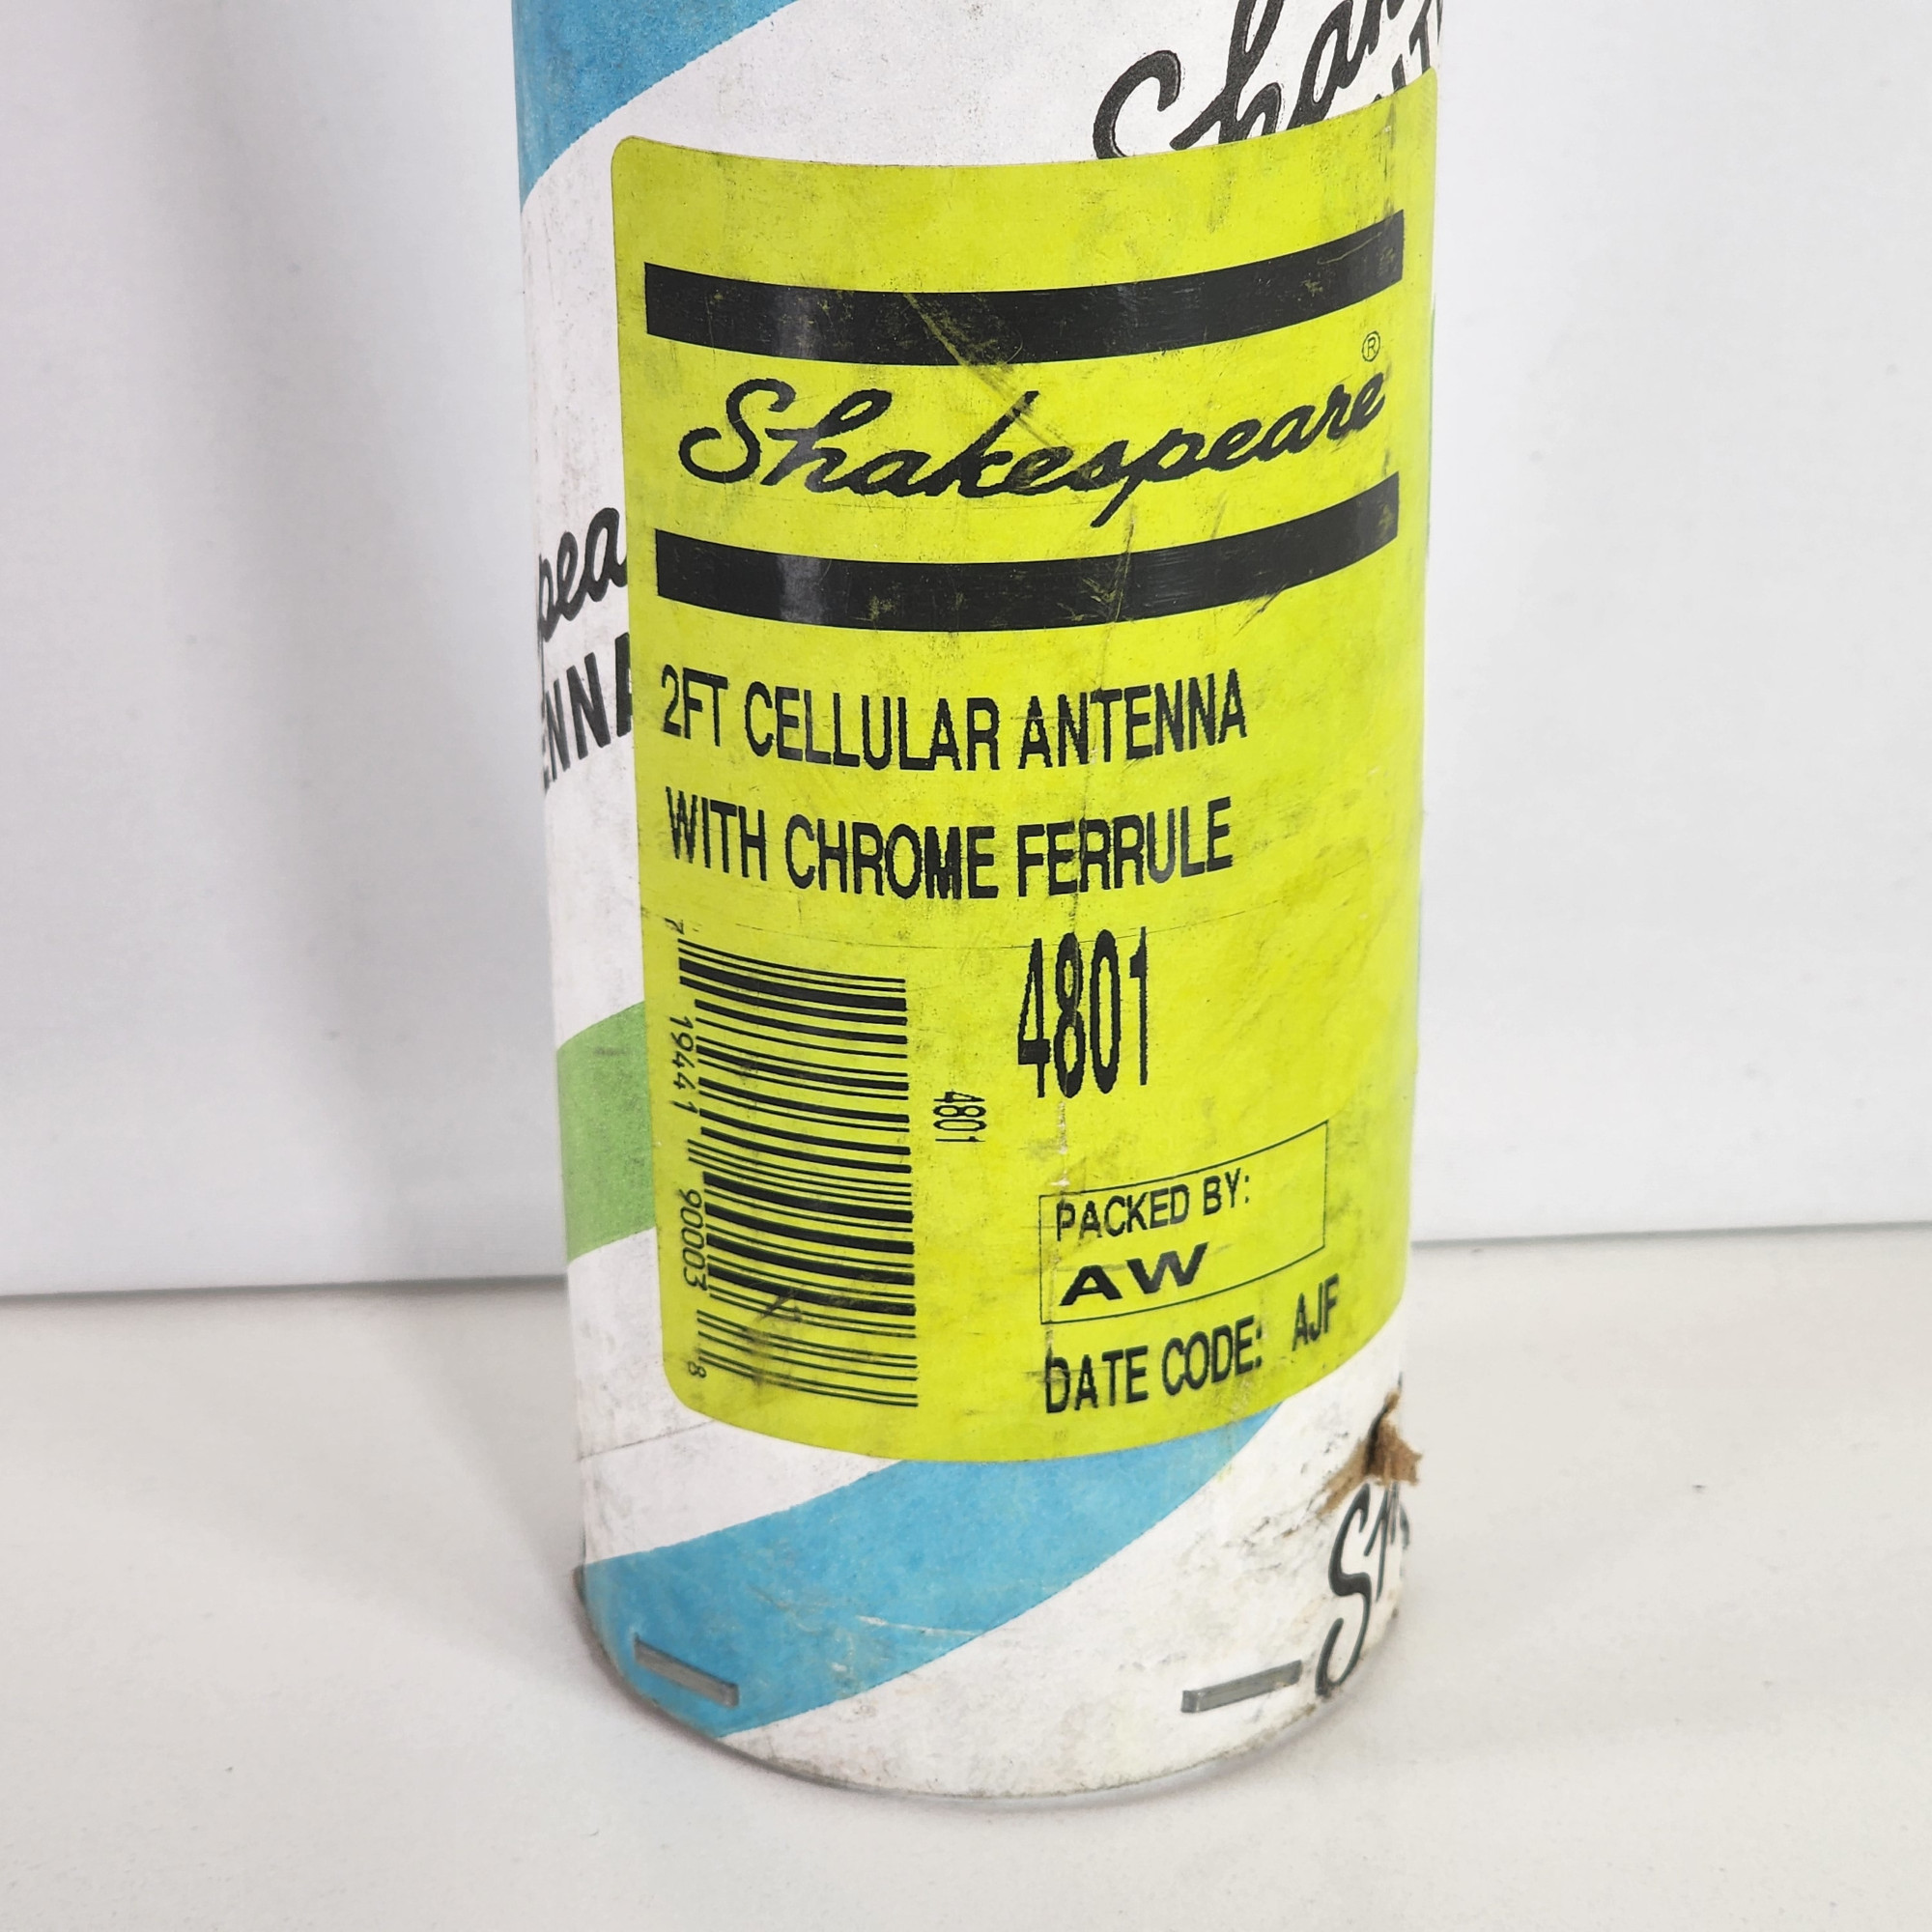 Shakespeare®
2FT CELLULAR ANTENNA
WITH CHROME FERRULE
4801
7 19441 90003 8
4801
PACKED BY:
AW
DATE CODE: AJF